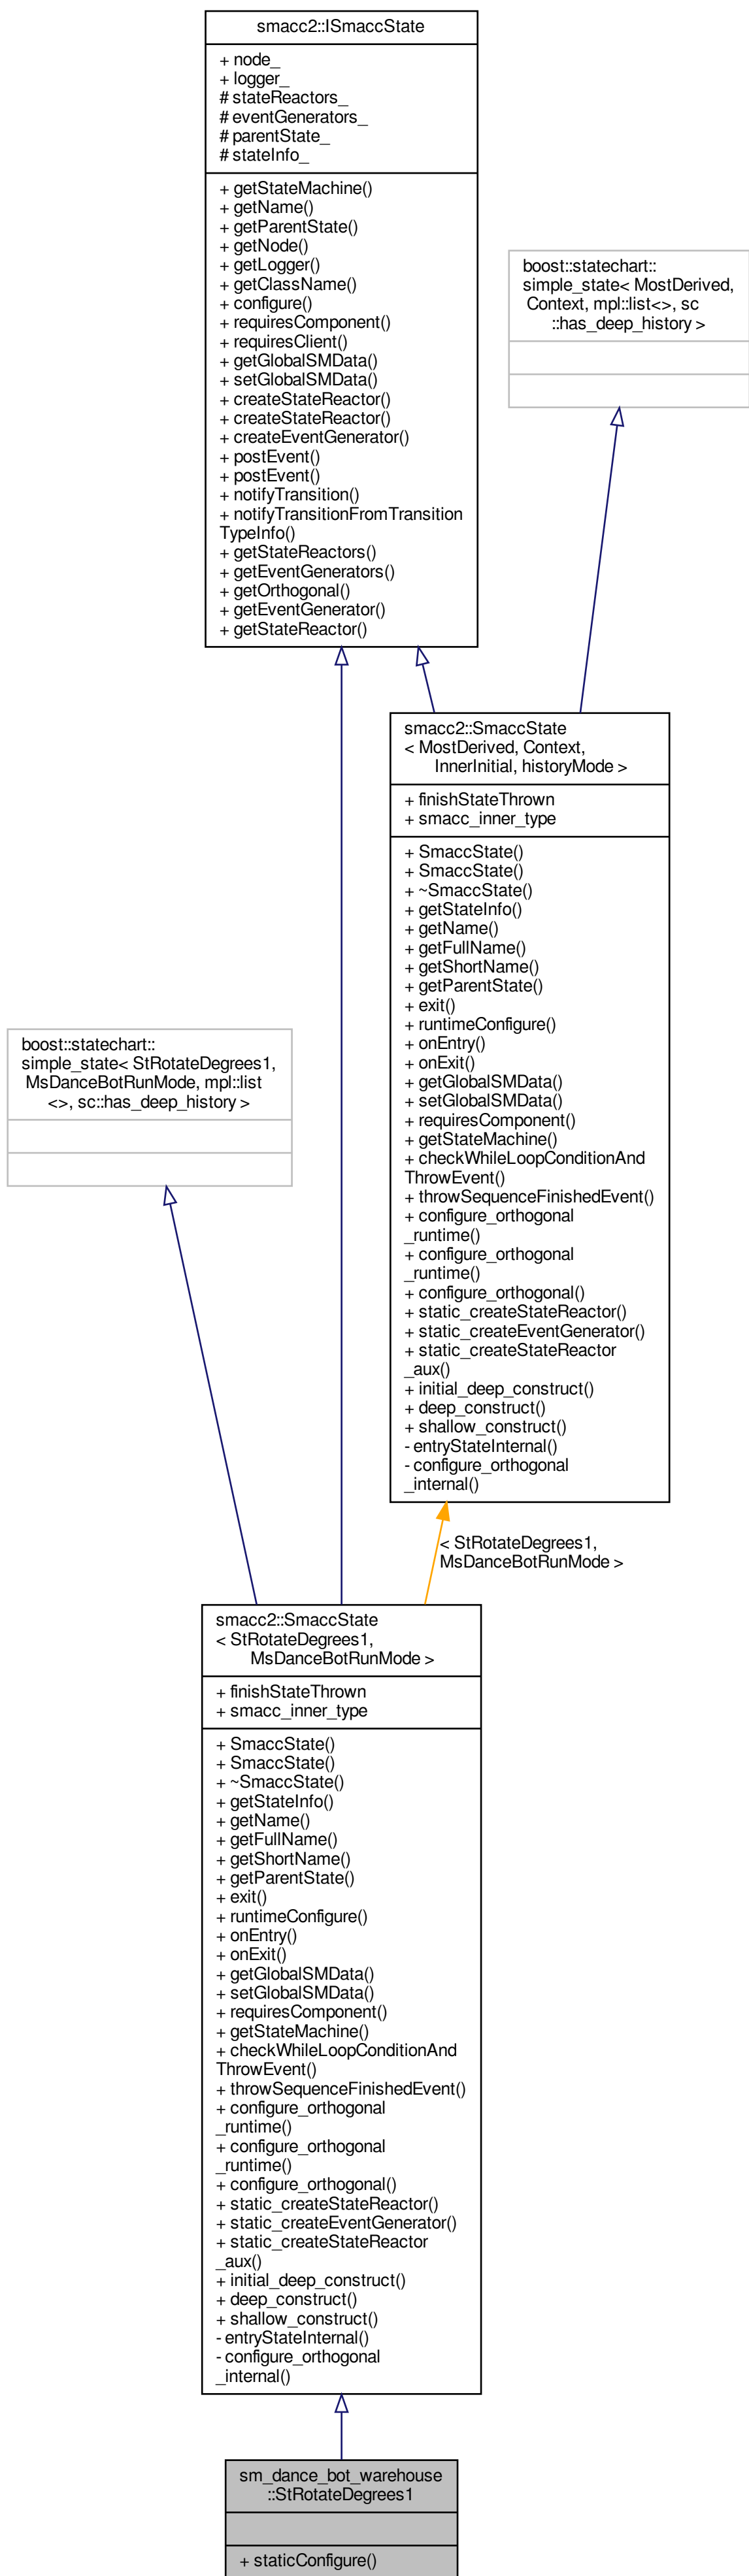 smacc2::ISmaccState
+ node_
+ logger_
# stateReactors_
# eventGenerators_
# parentState_
# stateInfo_
+ getStateMachine()
+ getName()
+ getParentState()
+ getNode()
+ getLogger()
+ getClassName()
+ configure()
+ requiresComponent()
+ requiresClient()
+ getGlobalSMData()
+ setGlobalSMData()
+ createStateReactor()
+ createStateReactor()
+ createEventGenerator()
+ postEvent()
+ postEvent()
+ notifyTransition()
+ notifyTransitionFromTransition
TypeInfo()
+ getStateReactors()
+ getEventGenerators()
+ getOrthogonal()
+ getEventGenerator()
+ getStateReactor()
boost::statechart::
simple_state< MostDerived,
Context, mpl::list<>, sc
::has_deep_history >
smacc2::SmaccState
< MostDerived, Context,
InnerInitial, historyMode >
+ finishStateThrown
+ smacc_inner_type
+ SmaccState()
+ SmaccState()
+ ~SmaccState()
+ getStateInfo()
+ getName()
+ getFullName()
+ getShortName()
+ getParentState()
+ exit()
+ runtimeConfigure()
+ onEntry()
+ onExit()
+ getGlobalSMData()
+ setGlobalSMData()
+ requiresComponent()
+ getStateMachine()
+ checkWhileLoopConditionAnd
ThrowEvent()
+ throwSequenceFinishedEvent()
+ configure_orthogonal
_runtime()
+ configure_orthogonal
_runtime()
+ configure_orthogonal()
+ static_createStateReactor()
+ static_createEventGenerator()
+ static_createStateReactor
_aux()
+ initial_deep_construct()
+ deep_construct()
+ shallow_construct()
- entryStateInternal()
- configure_orthogonal
_internal()
boost::statechart::
simple_state< StRotateDegrees1,
MsDanceBotRunMode, mpl::list
<>, sc::has_deep_history >
< StRotateDegrees1,
MsDanceBotRunMode >
smacc2::SmaccState
< StRotateDegrees1,
MsDanceBotRunMode >
+ finishStateThrown
+ smacc_inner_type
+ SmaccState()
+ SmaccState()
+ ~SmaccState()
+ getStateInfo()
+ getName()
+ getFullName()
+ getShortName()
+ getParentState()
+ exit()
+ runtimeConfigure()
+ onEntry()
+ onExit()
+ getGlobalSMData()
+ setGlobalSMData()
+ requiresComponent()
+ getStateMachine()
+ checkWhileLoopConditionAnd
ThrowEvent()
+ throwSequenceFinishedEvent()
+ configure_orthogonal
_runtime()
+ configure_orthogonal
_runtime()
+ configure_orthogonal()
+ static_createStateReactor()
+ static_createEventGenerator()
+ static_createStateReactor
_aux()
+ initial_deep_construct()
+ deep_construct()
+ shallow_construct()
- entryStateInternal()
- configure_orthogonal
_internal()
sm_dance_bot_warehouse
::StRotateDegrees1
+ staticConfigure()